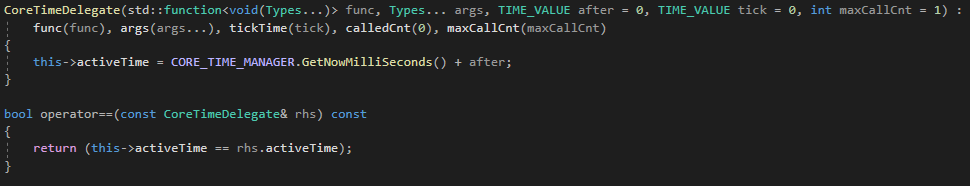 CoreTimeDelegate(std::function<void(Types...)> func, Types... args, TIME_VALUE after = 0, TIME_VALUE tick = 0, int maxCallCnt = 1) :
func(func), args(args...), tickTime(tick), calledCnt(0), maxCallCnt(maxCallCnt)
{
this->activeTime = CORE_TIME_MANAGER.GetNowMilliSeconds() + after;
}
bool operator==(const CoreTimeDelegate& rhs) const
{
return (this->activeTime == rhs.activeTime);
}